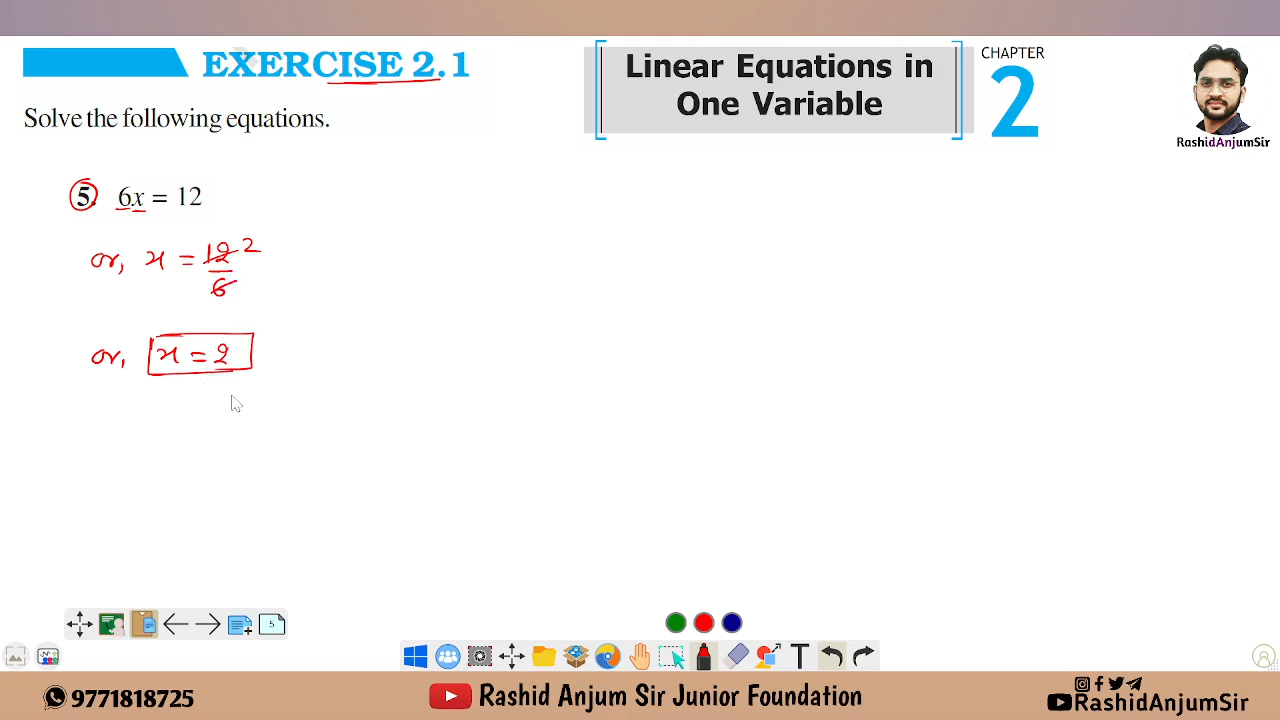 EXERCISE 2.1
Linear Equations in
One Variable
CHAPTER
2
RashidAnjumSir
Solve the following equations.
5. 6x = 12
or, x = 12/6 2
or, x = 2
5
T
9771818725
Rashid Anjum Sir Junior Foundation
RashidAnjumSir